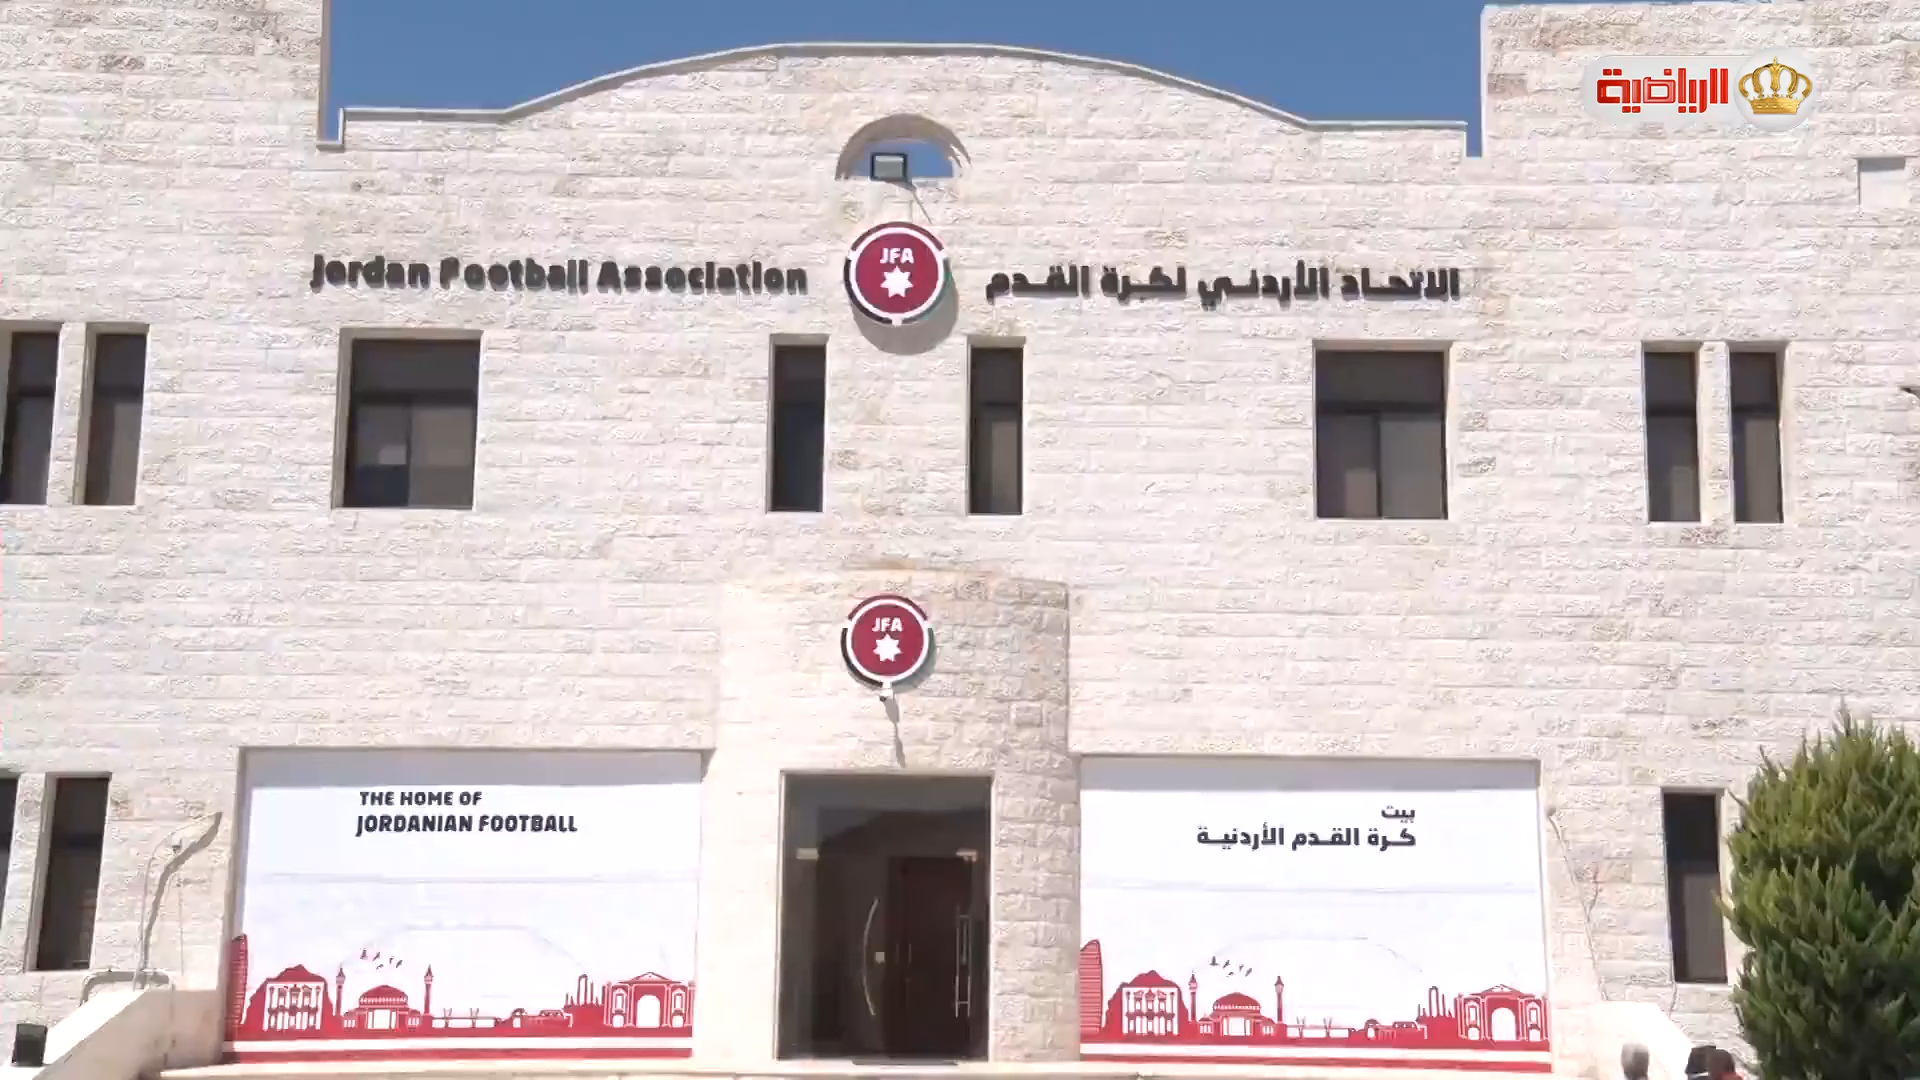 الرياضية
Jordan Football Association
JFA
الاتحاد الأردني لكرة القدم
JFA
THE HOME OF
JORDANIAN FOOTBALL
بيت
كرة القدم الأردنية